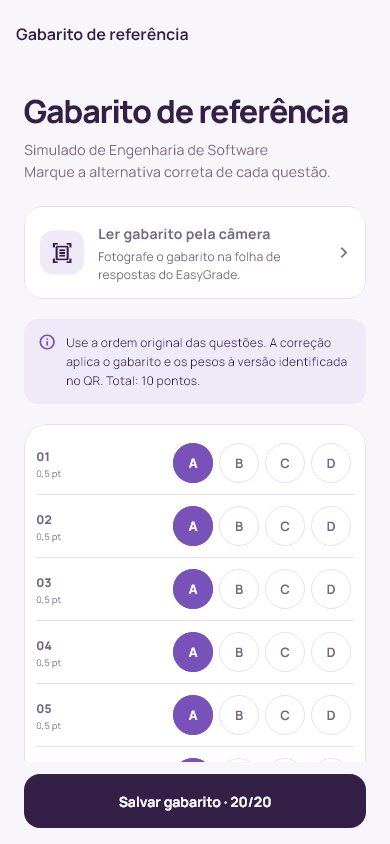 Gabarito de referência
Gabarito de referência
Simulado de Engenharia de Software
Marque a alternativa correta de cada questão.
Ler gabarito pela câmera
Fotografe o gabarito na folha de
respostas do EasyGrade.
Use a ordem original das questões. A correção
aplica o gabarito e os pesos à versão identificada
no QR. Total: 10 pontos.
01 A B C D
0,5 pt
02 A B C D
0,5 pt
03 A B C D
0,5 pt
04 A B C D
0,5 pt
05 A B C D
0,5 pt
Salvar gabarito · 20/20